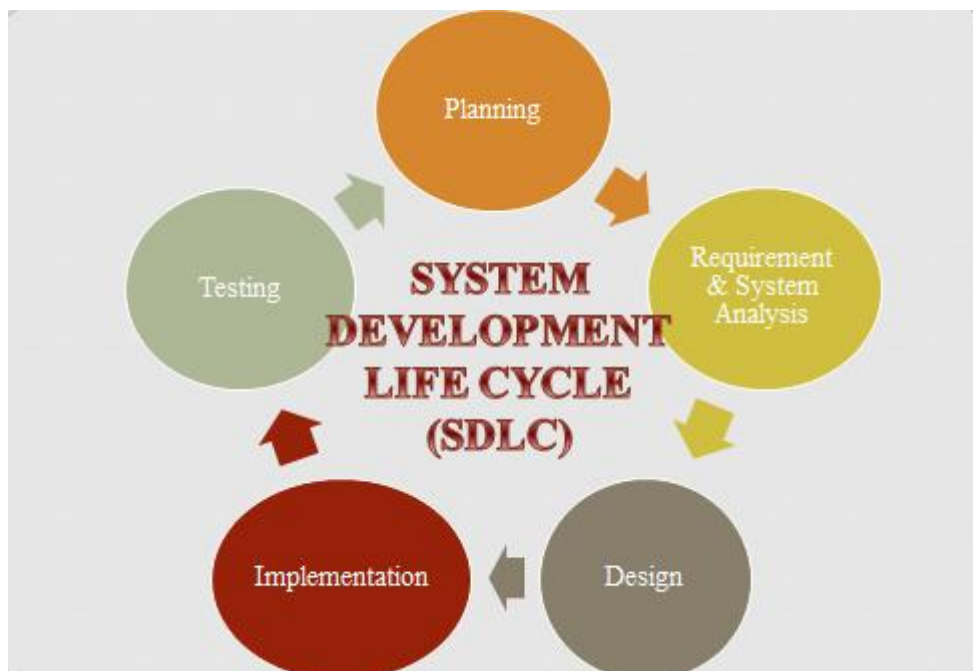 Planning
Requirement
& System
Analysis
Testing
SYSTEM
DEVELOPMENT
LIFE CYCLE
(SDLC)
Implementation
Design